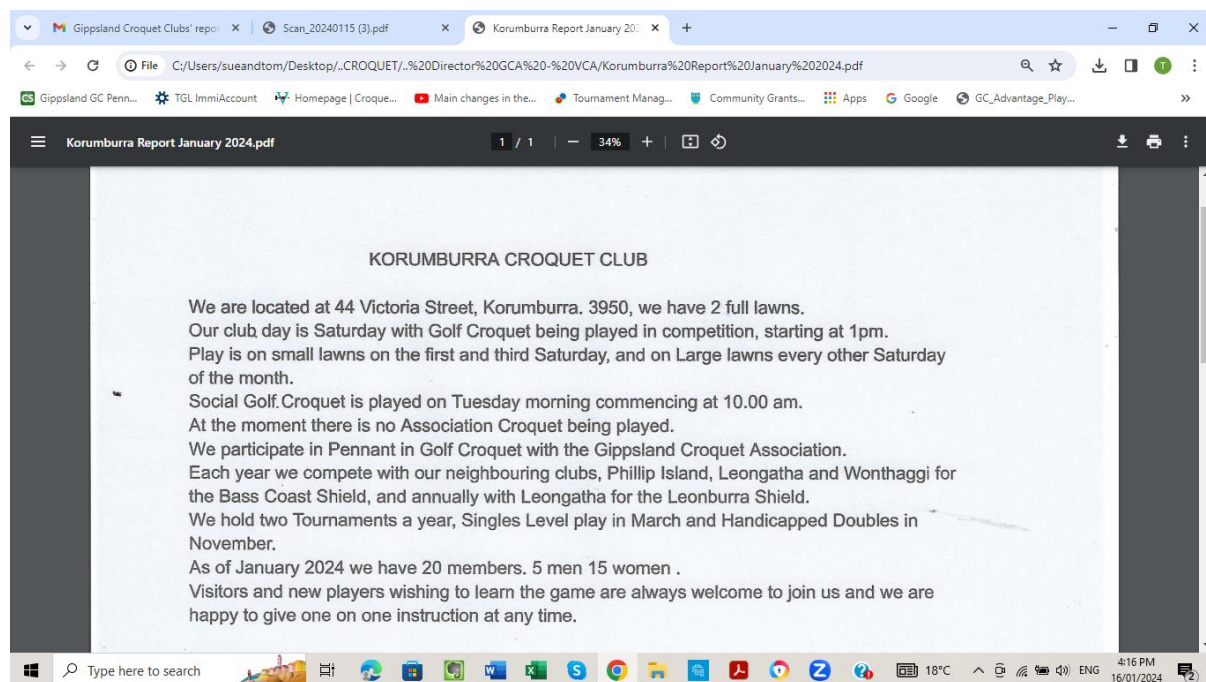 Gippsland Croquet Clubs' repor
Scan_20240115 (3).pdf
Korumburra Report January 202
File C:/Users/sueandtom/Desktop/..CROQUET/..%20Director%20GCA%20-%20VCA/Korumburra%20Report%20January%202024.pdf
T
CS Gippsland GC Penn... TGL ImmiAccount Homepage | Croque... Main changes in the... Tournament Manag... Community Grants... Apps G Google GC_Advantage_Play...
Korumburra Report January 2024.pdf 1 / 1 34%
KORUMBURRA CROQUET CLUB
We are located at 44 Victoria Street, Korumburra. 3950, we have 2 full lawns.
Our club day is Saturday with Golf Croquet being played in competition, starting at 1pm.
Play is on small lawns on the first and third Saturday, and on Large lawns every other Saturday
of the month.
Social Golf.Croquet is played on Tuesday morning commencing at 10.00 am.
At the moment there is no Association Croquet being played.
We participate in Pennant in Golf Croquet with the Gippsland Croquet Association.
Each year we compete with our neighbouring clubs, Phillip Island, Leongatha and Wonthaggi for
the Bass Coast Shield, and annually with Leongatha for the Leonburra Shield.
We hold two Tournaments a year, Singles Level play in March and Handicapped Doubles in
November.
As of January 2024 we have 20 members. 5 men 15 women .
Visitors and new players wishing to learn the game are always welcome to join us and we are
happy to give one on one instruction at any time.
Type here to search 18°C ENG 4:16 PM
16/01/2024
2